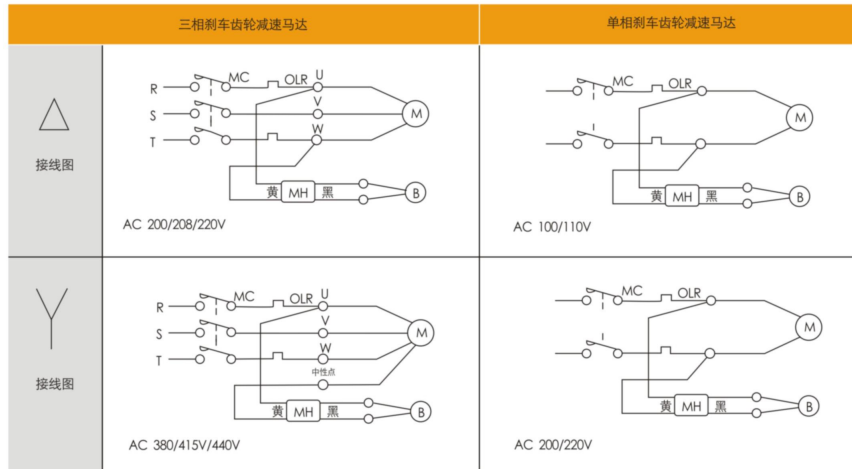 三相刹车齿轮减速马达
单相刹车齿轮减速马达
接线图
R
MC
OLR
U
S
V
T
W
M
黄
MH
黑
B
AC 200/208/220V
MC
OLR
M
黄
MH
黑
B
AC 100/110V
接线图
R
MC
OLR
U
S
V
T
W
中性点
M
黄
MH
黑
B
AC 380/415V/440V
MC
OLR
M
黄
MH
黑
B
AC 200/220V